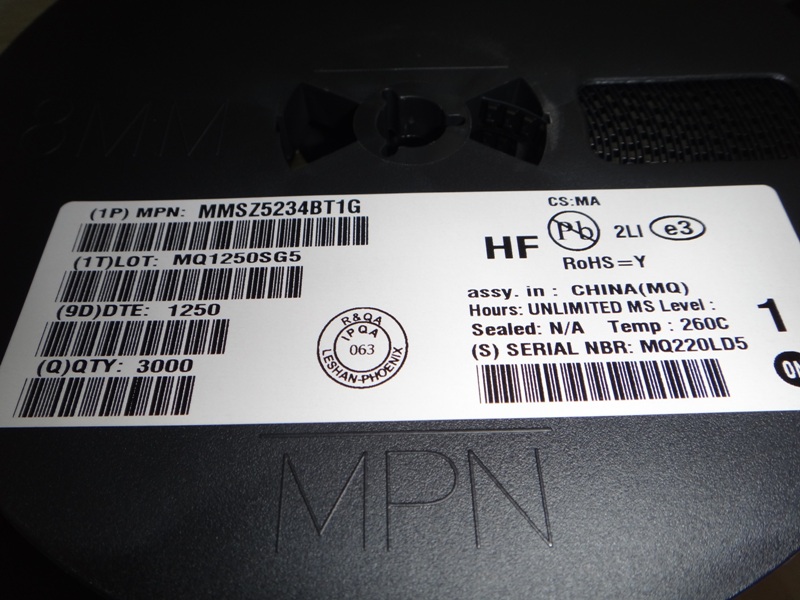 8MM
(1P) MPN: MMSZ5234BT1G
(1T)LOT: MQ1250SG5
(9D)DTE: 1250
(Q)QTY: 3000
R&QA
IPQA
063
LESHAN-PHOENIX
CS:MA
HF Pb 2LI e3
RoHS=Y
assy. in : CHINA(MQ)
Hours: UNLIMITED MS Level : 1
Sealed: N/A Temp : 260C
(S) SERIAL NBR: MQ220LD5
MPN